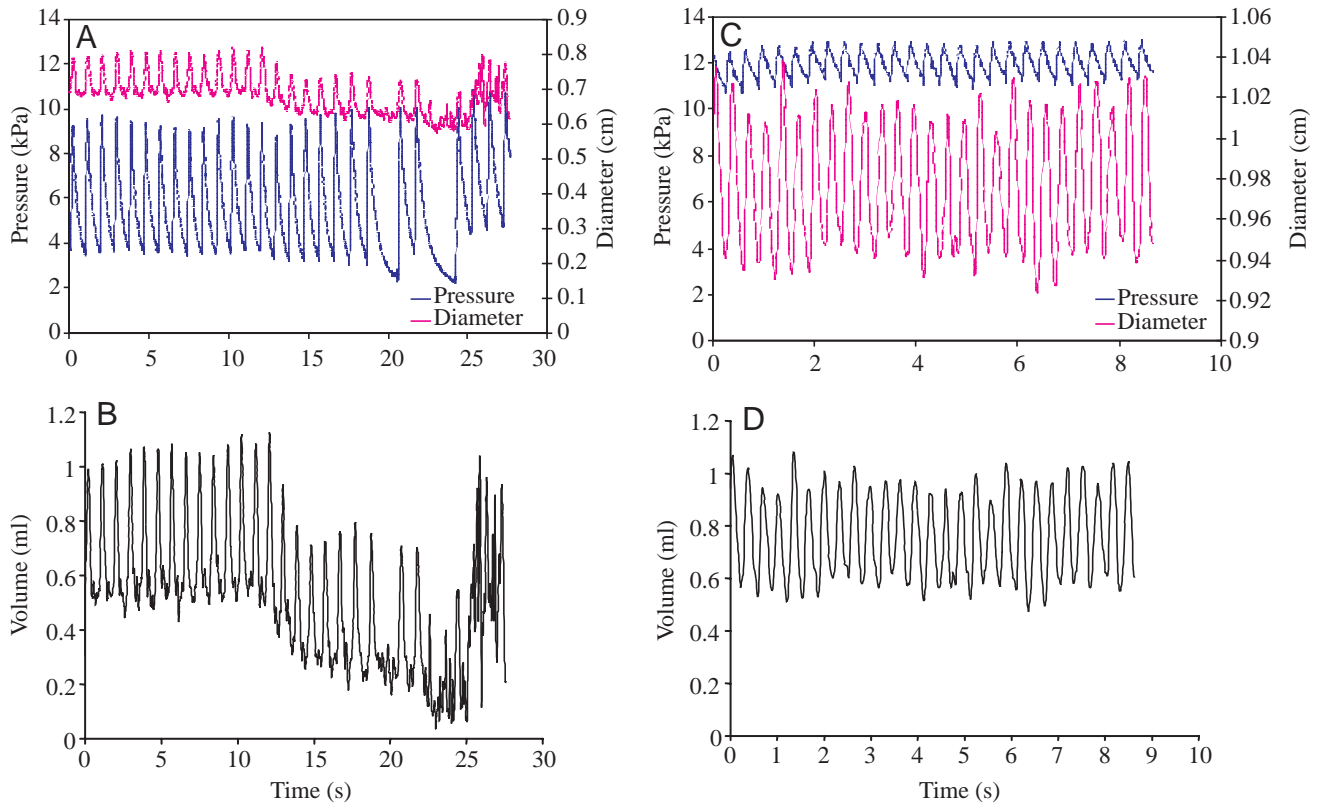 A
Pressure (kPa)
14
12
10
8
6
4
2
0
0.9
0.8
0.7
0.6
0.5
0.4
0.3
0.2
0.1
0
Diameter (cm)
Pressure
Diameter
0 5 10 15 20 25 30
C
Pressure (kPa)
14
12
10
8
6
4
2
0
1.06
1.04
1.02
1
0.98
0.96
0.94
0.92
0.9
Diameter (cm)
Pressure
Diameter
0 2 4 6 8 10
B
Volume (ml)
1.2
1
0.8
0.6
0.4
0.2
0
0 5 10 15 20 25 30
Time (s)
D
Volume (ml)
1.2
1
0.8
0.6
0.4
0.2
0
0 1 2 3 4 5 6 7 8 9 10
Time (s)